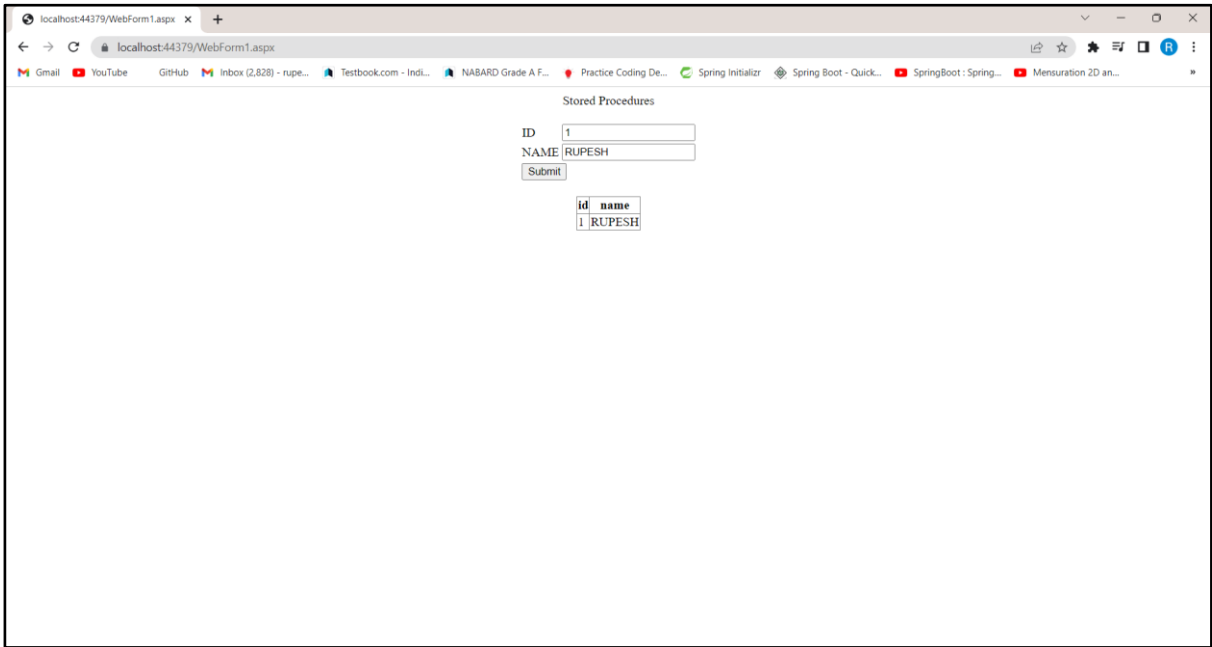 localhost:44379/WebForm1.aspx
localhost:44379/WebForm1.aspx R
Gmail YouTube GitHub Inbox (2,828) - rupe... Testbook.com - Indi... NABARD Grade A F... Practice Coding De... Spring Initializr Spring Boot - Quick... SpringBoot : Spring... Mensuration 2D an... »
Stored Procedures
ID 1
NAME RUPESH
Submit
id name
1 RUPESH